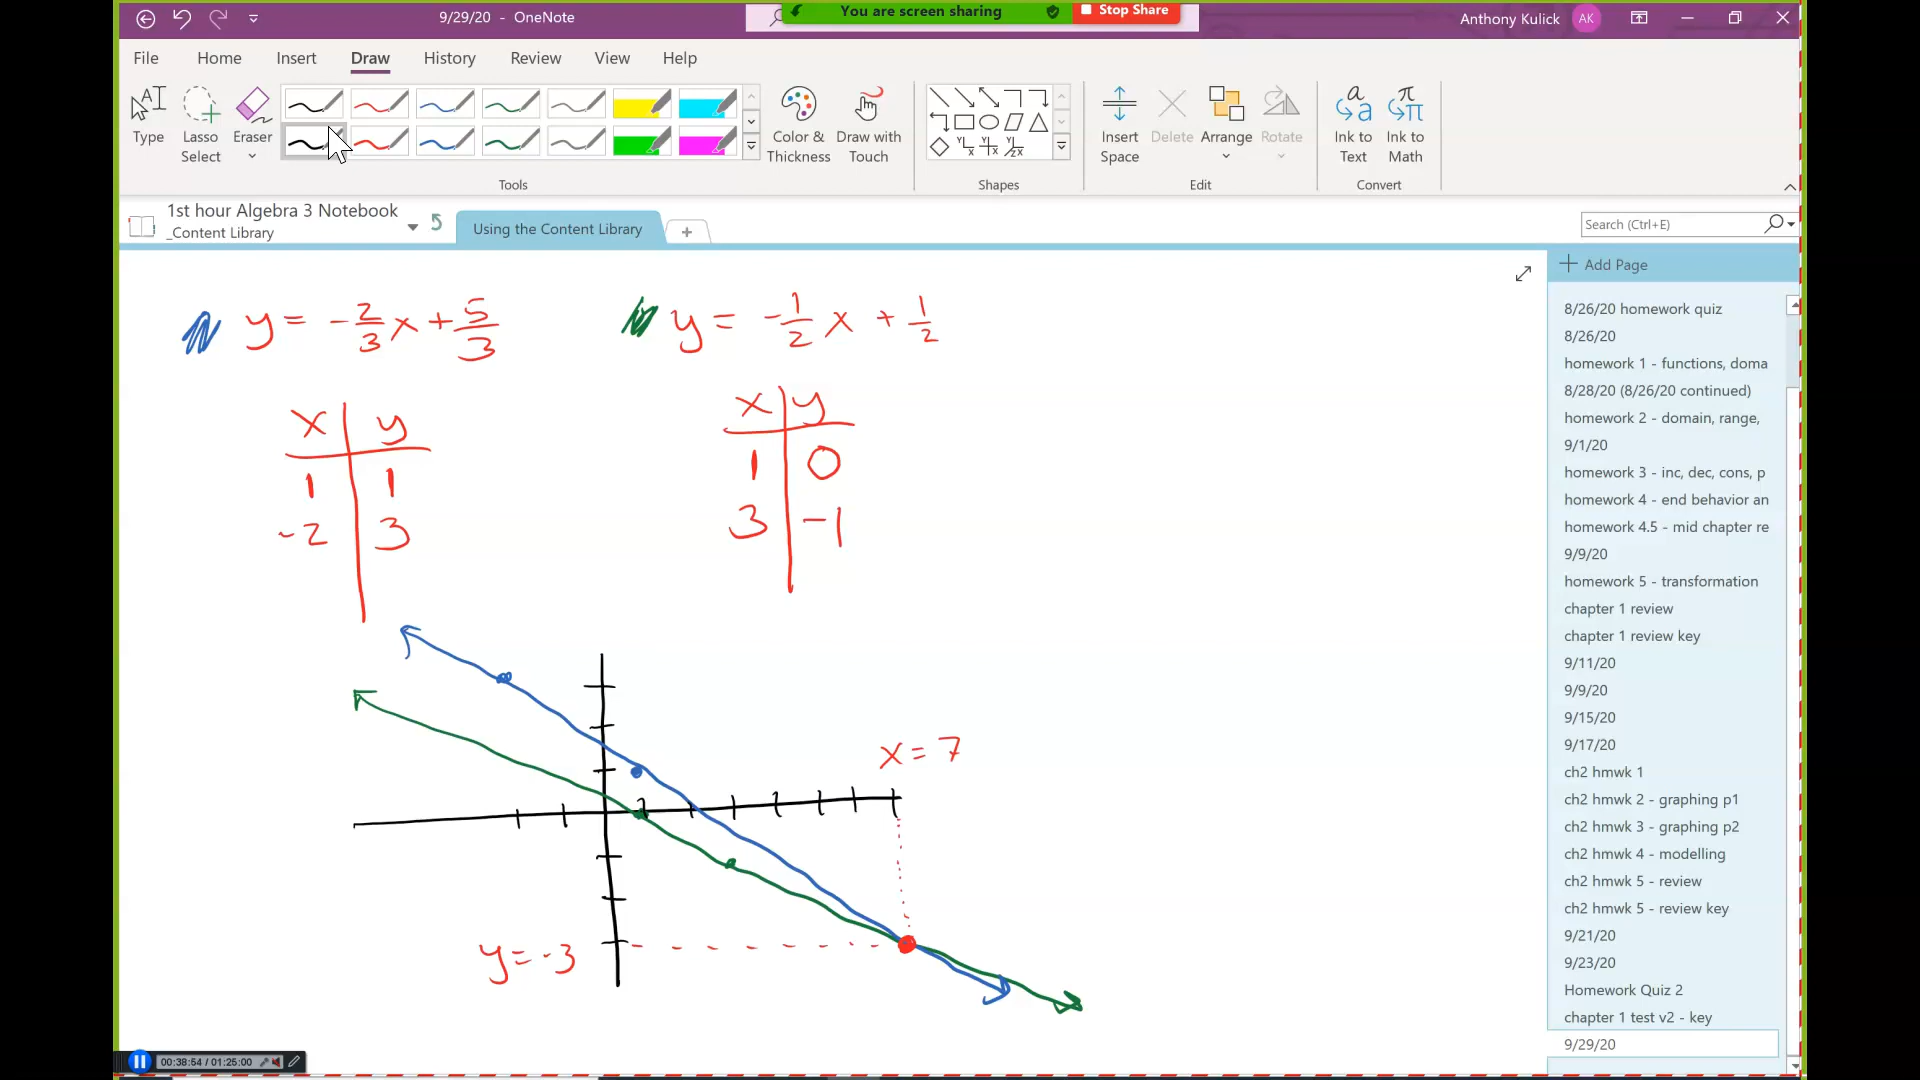 9/29/20 - OneNote
You are screen sharing
Stop Share
Anthony Kulick
AK
File Home Insert Draw History Review View Help
Type
Lasso Select
Eraser
Color & Thickness
Draw with Touch
Insert Space
Delete
Arrange
Rotate
Ink to Text
Ink to Math
Tools
Shapes
Edit
Convert
1st hour Algebra 3 Notebook
_Content Library
Using the Content Library
Search (Ctrl+E)
Add Page
8/26/20 homework quiz
8/26/20
homework 1 - functions, doma
8/28/20 (8/26/20 continued)
homework 2 - domain, range,
9/1/20
homework 3 - inc, dec, cons, p
homework 4 - end behavior an
homework 4.5 - mid chapter re
9/9/20
homework 5 - transformation
chapter 1 review
chapter 1 review key
9/11/20
9/9/20
9/15/20
9/17/20
ch2 hmwk 1
ch2 hmwk 2 - graphing p1
ch2 hmwk 3 - graphing p2
ch2 hmwk 4 - modelling
ch2 hmwk 5 - review
ch2 hmwk 5 - review key
9/21/20
9/23/20
Homework Quiz 2
chapter 1 test v2 - key
9/29/20
y = -2/3 x + 5/3
y = -1/2 x + 1/2
x y
1 1
-2 3
x y
1 0
3 -1
x = 7
y = -3
00:38:54 / 01:25:00